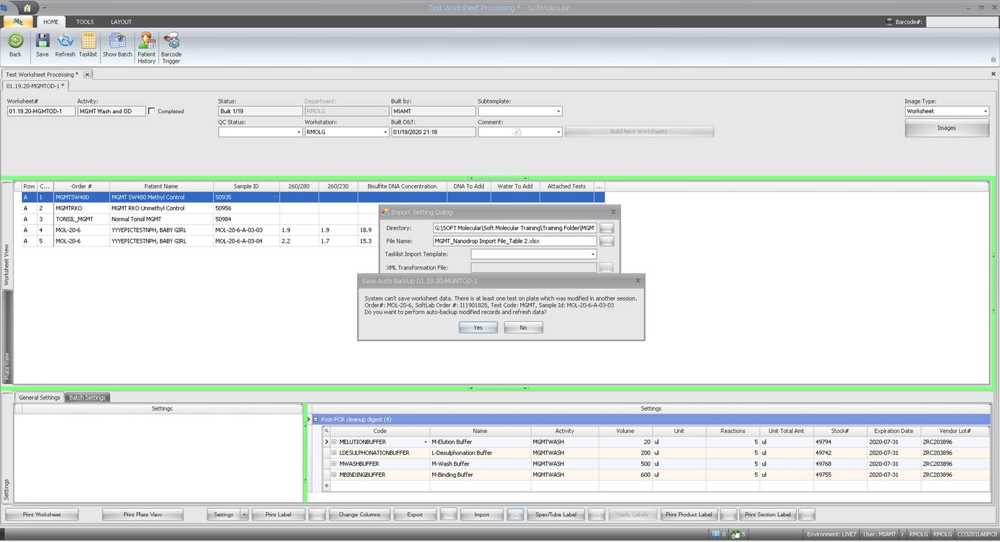 Test Worksheet Processing * - SoftMolecular
HOME TOOLS LAYOUT Barcode#:
Back Save Refresh Tasklist Show Batch Patient History Barcode Trigger
Test Worksheet Processing *
01.19.20-MGMTOD-1 *
Worksheet# Activity: Status: Department: Built by: Subtemplate: Image Type:
01.19.20-MGMTOD-1 MGMT Wash and OD Completed Built 1/19 RMOLG MIAMT Worksheet
QC Status: Workstation: Built D&T: Comment:
RMOLG 01/19/2020 21:18 Build Next Worksheets Images
Row C... Order # Patient Name Sample ID 260/280 260/230 Bisulfite DNA Concentration DNA To Add Water To Add Attached Tests ...
A 1 MGMTSW480 MGMT SW480 Methyl Control 50935
A 2 MGMTRKO MGMT RKO Unmethyl Control 50956
A 3 TONSIL_MGMT Normal Tonsil MGMT 50984
A 4 MOL-20-6 YYYEPICTESTNPH, BABY GIRL MOL-20-6-A-03-03 1.9 1.9 18.9
A 5 MOL-20-6 YYYEPICTESTNPH, BABY GIRL MOL-20-6-A-03-04 2.2 1.7 15.3
Worksheet View
Plate View
Import Setting Dialog
Directory: G:\SOFT Molecular\Soft Molecular Training\Training Folder\MGMT ...
File Name: MGMT_Nanodrop Import File_Table 2.xlsx ...
Tasklist Import Template:
XML Transformation File:
Save Auto BackUp 01.19.20-MGMTOD-1
System can't save worksheet data. There is at least one test on plate which was modified in another session.
Order#: MOL-20-6, SoftLab Order #: I11901828, Test Code: MGMT, Sample Id: MOL-20-6-A-03-03
Do you want to perform auto-backup modified records and refresh data?
Yes No
General Settings Batch Settings
Settings Settings
Post-PCR cleanup digest (4)
Code Name Activity Volume Unit Reactions Unit Total Amt Stock# Expiration Date Vendor Lot#
MELUTIONBUFFER M-Elution Buffer MGMTWASH 20 ul 5 ul 49794 2020-07-31 ZRC203896
LDESULPHONATIONBUFFER L-Desulphonation Buffer MGMTWASH 200 ul 5 ul 49742 2020-07-31 ZRC203896
MWASHBUFFER M-Wash Buffer MGMTWASH 500 ul 5 ul 49768 2020-07-31 ZRC203896
MBINDINGBUFFER M-Binding Buffer MGMTWASH 600 ul 5 ul 49755 2020-07-31 ZRC203896
Settings
Print Worksheet Print Plate View Settings Print Label ... Change Columns Export ... Import ... Spec/Tube Label ... Verify Labels Print Product Label ... Print Section Label ...
0 5 Environment: LIVE7 User: MIAMT r RMOLG RMOLG CO3201LABPC8